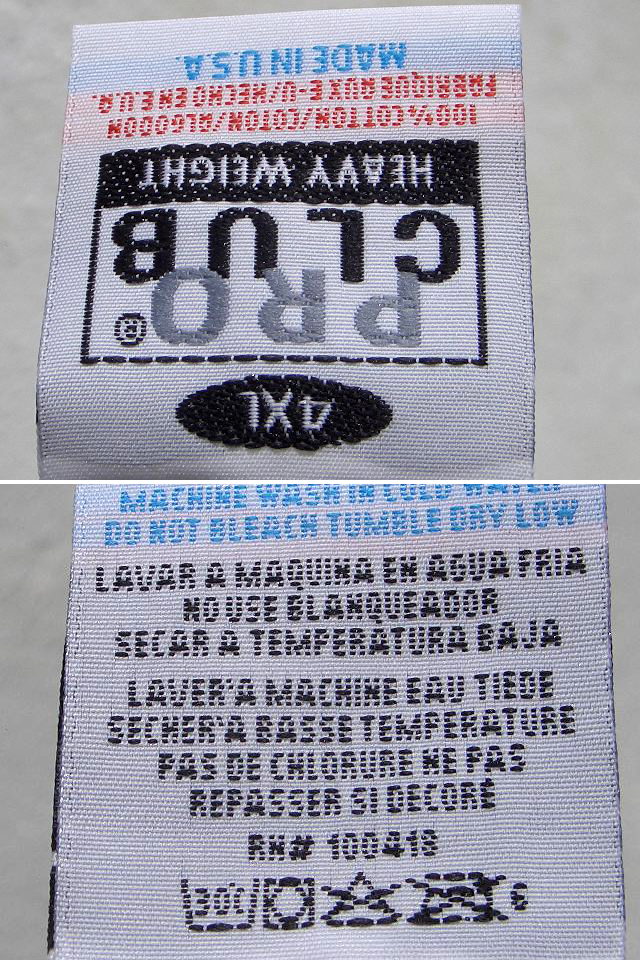 4XL
PRO
CLUB®
HEAVY WEIGHT
100% COTTON/COTON/ALGODON
FABRIQUE AUX E-U/HECHO EN E.U.A.
MADE IN U.S.A.
MACHINE WASH IN COLD WATER
DO NOT BLEACH TUMBLE DRY LOW
LAVAR A MAQUINA EN AGUA FRIA
NO USE BLANQUEADOR
SECAR A TEMPERATURA BAJA
LAVER'A MACHINE EAU TIEDE
SECHER'A BASSE TEMPERATURE
PAS DE CHLORURE NE PAS
REPASSER SI DECORÉ
RN# 100418